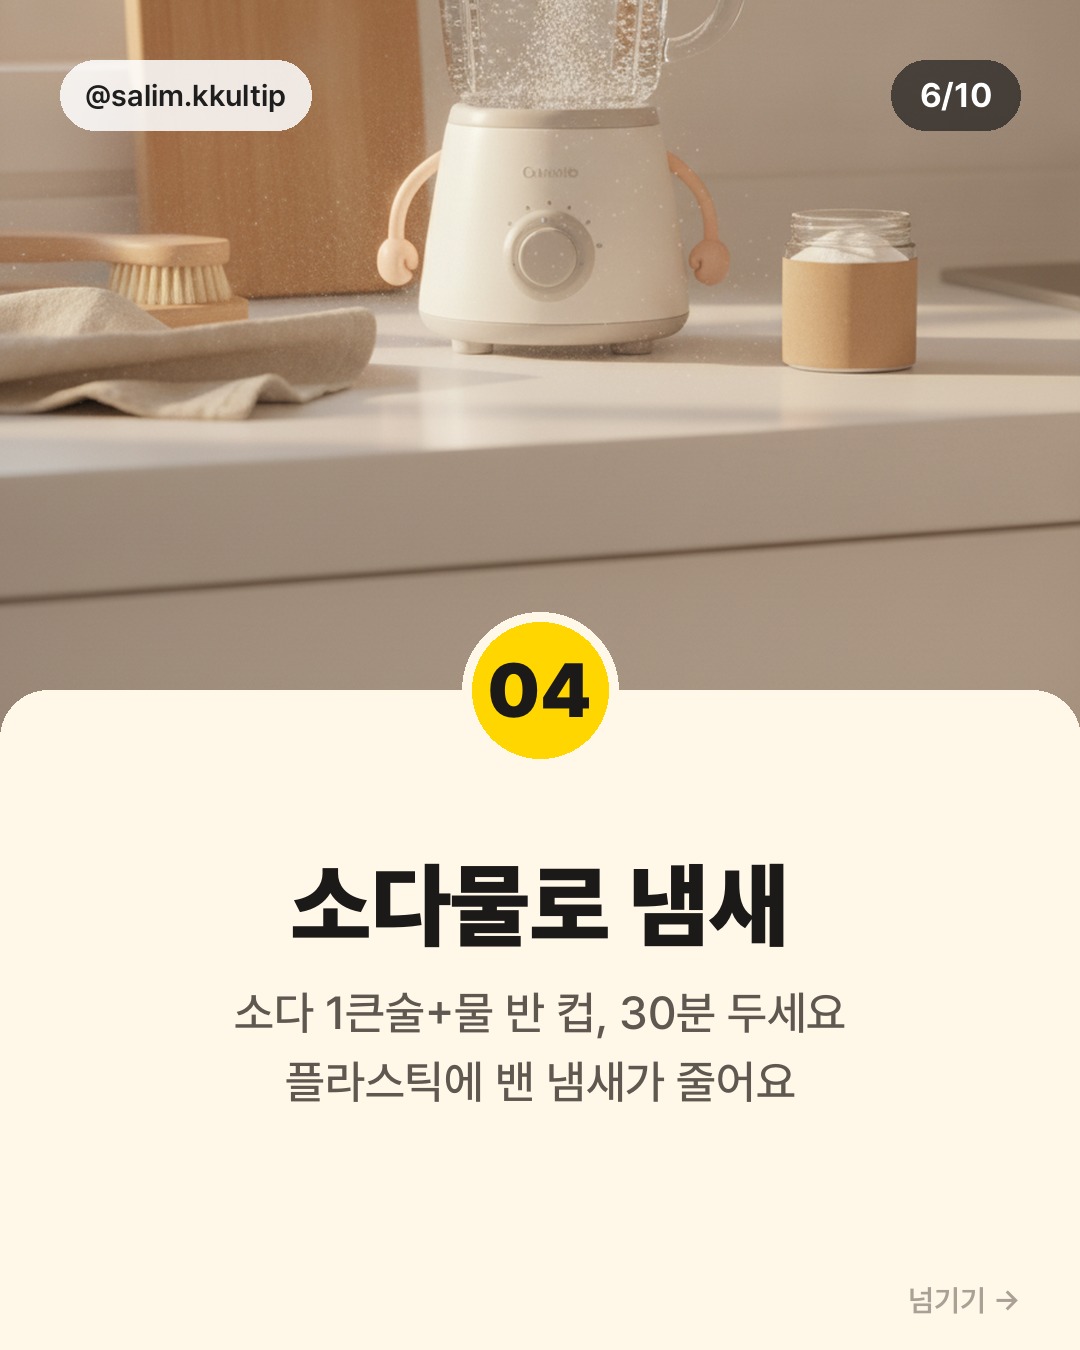 @salim.kkultip
6/10
04
소다물로 냄새
소다 1큰술+물 반 컵, 30분 두세요
플라스틱에 밴 냄새가 줄어요
넘기기 →